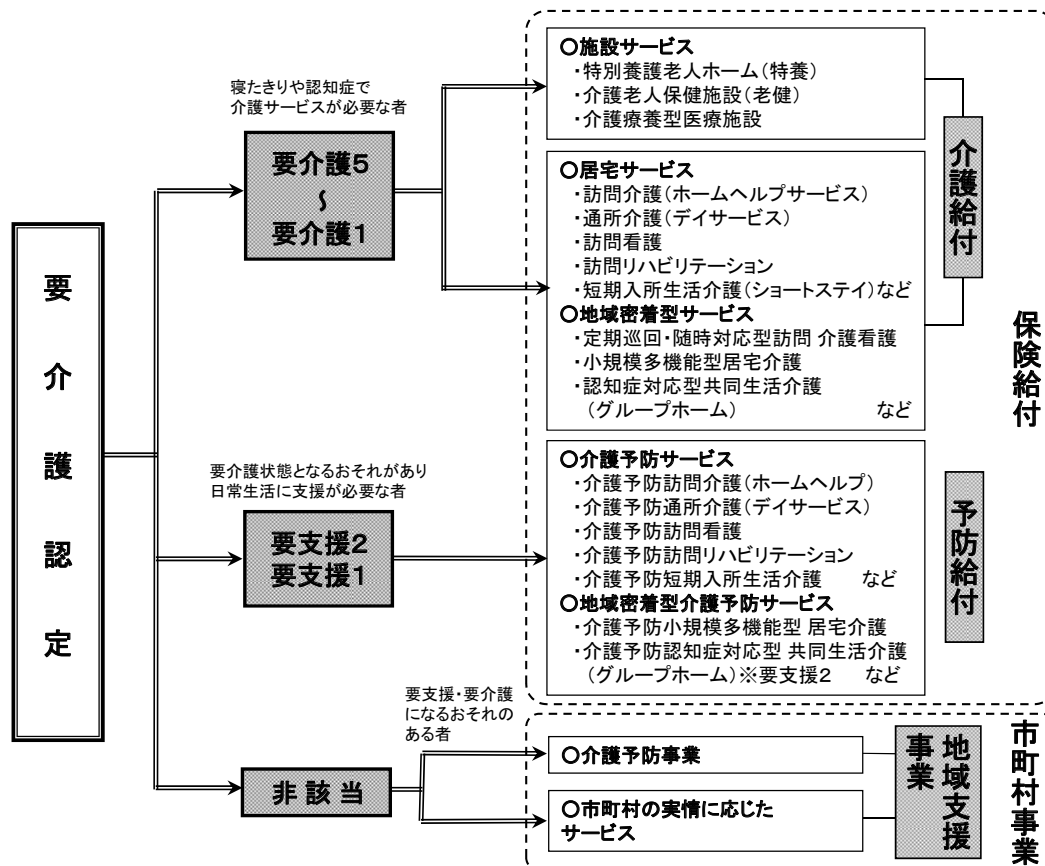 要介護認定
寝たきりや認知症で
介護サービスが必要な者
要介護5
〜
要介護1
要介護状態となるおそれがあり
日常生活に支援が必要な者
要支援2
要支援1
要支援・要介護
になるおそれの
ある者
非該当
○施設サービス
・特別養護老人ホーム(特養)
・介護老人保健施設(老健)
・介護療養型医療施設
○居宅サービス
・訪問介護(ホームヘルプサービス)
・通所介護(デイサービス)
・訪問看護
・訪問リハビリテーション
・短期入所生活介護(ショートステイ)など
○地域密着型サービス
・定期巡回・随時対応型訪問 介護看護
・小規模多機能型居宅介護
・認知症対応型共同生活介護
(グループホーム) など
介護給付
○介護予防サービス
・介護予防訪問介護(ホームヘルプ)
・介護予防通所介護(デイサービス)
・介護予防訪問看護
・介護予防訪問リハビリテーション
・介護予防短期入所生活介護 など
○地域密着型介護予防サービス
・介護予防小規模多機能型 居宅介護
・介護予防認知症対応型 共同生活介護
(グループホーム)※要支援2 など
予防給付
保険給付
○介護予防事業
○市町村の実情に応じた
サービス
地域支援
事業
市町村事業